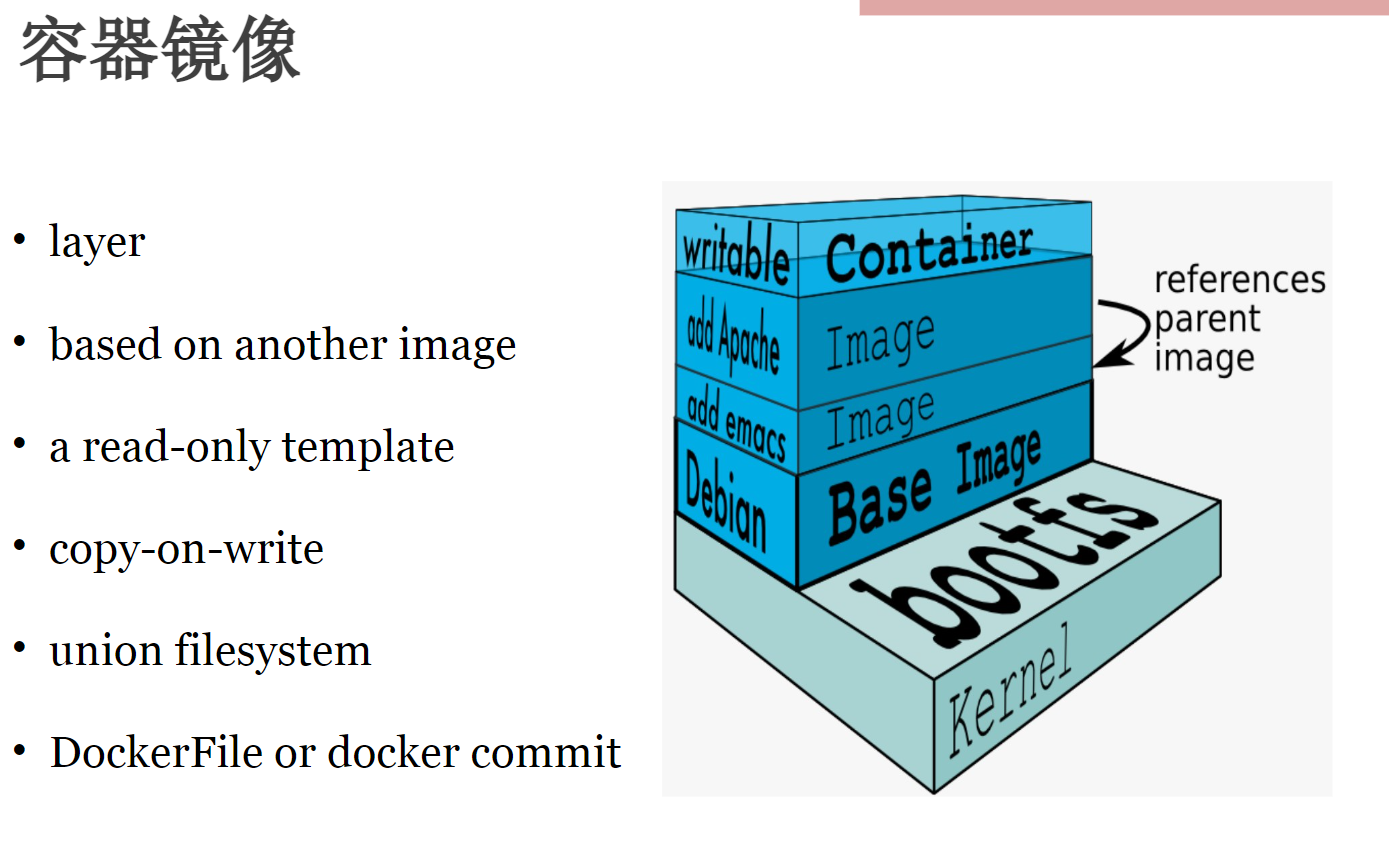 容器镜像
• layer
• based on another image
• a read-only template
• copy-on-write
• union filesystem
• DockerFile or docker commit
writable Container
add Apache Image
add emacs Image
Debian Base Image
bootfs
Kernel
references
parent
image